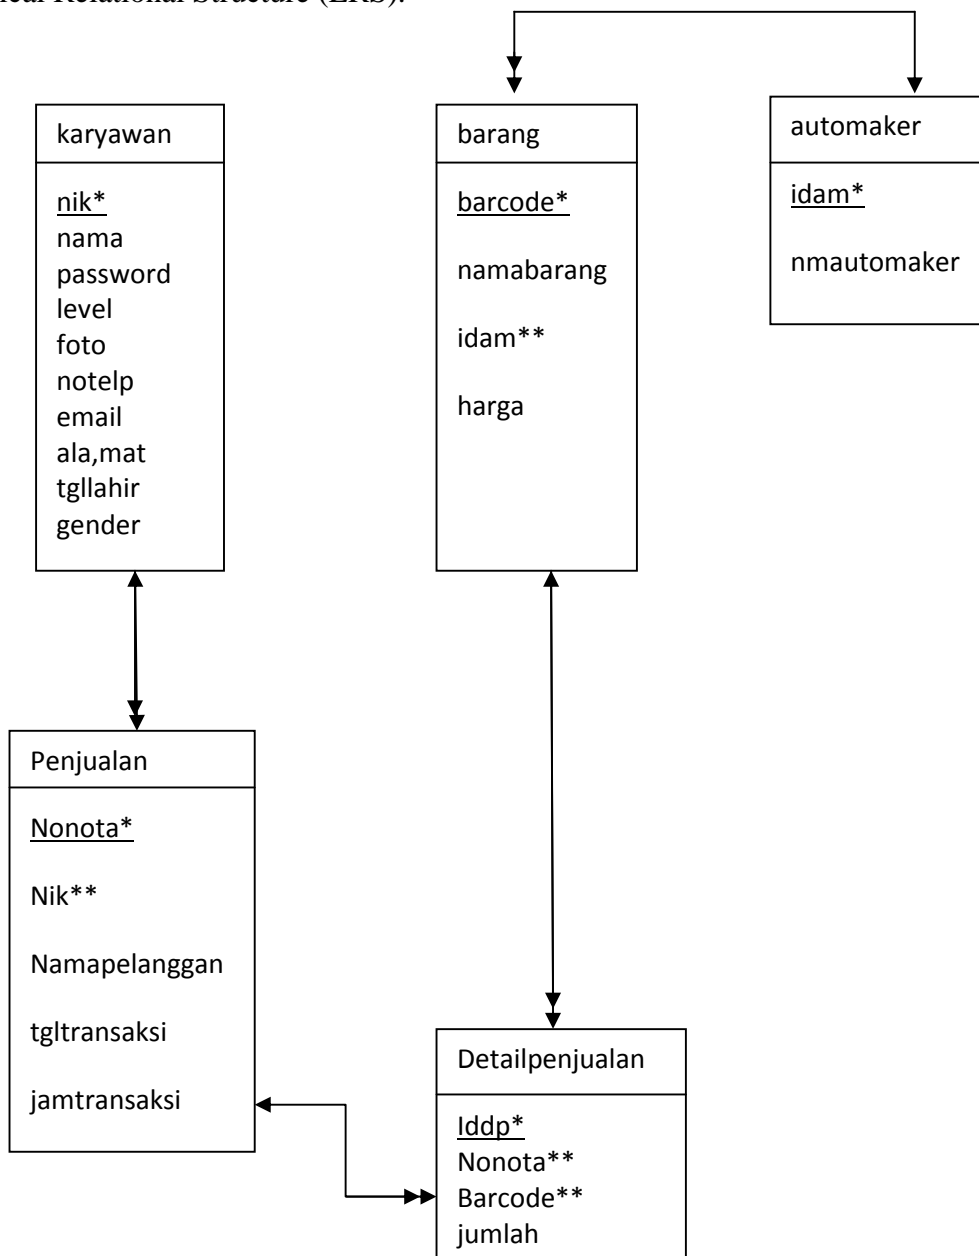 Relational Structure (LRS).
karyawan
nik*
nama
password
level
foto
notelp
email
ala,mat
tgllahir
gender
barang
barcode*
namabarang
idam**
harga
automaker
idam*
nmautomaker
Penjualan
Nonota*
Nik**
Namapelanggan
tgltransaksi
jamtransaksi
Detailpenjualan
Iddp*
Nonota**
Barcode**
jumlah